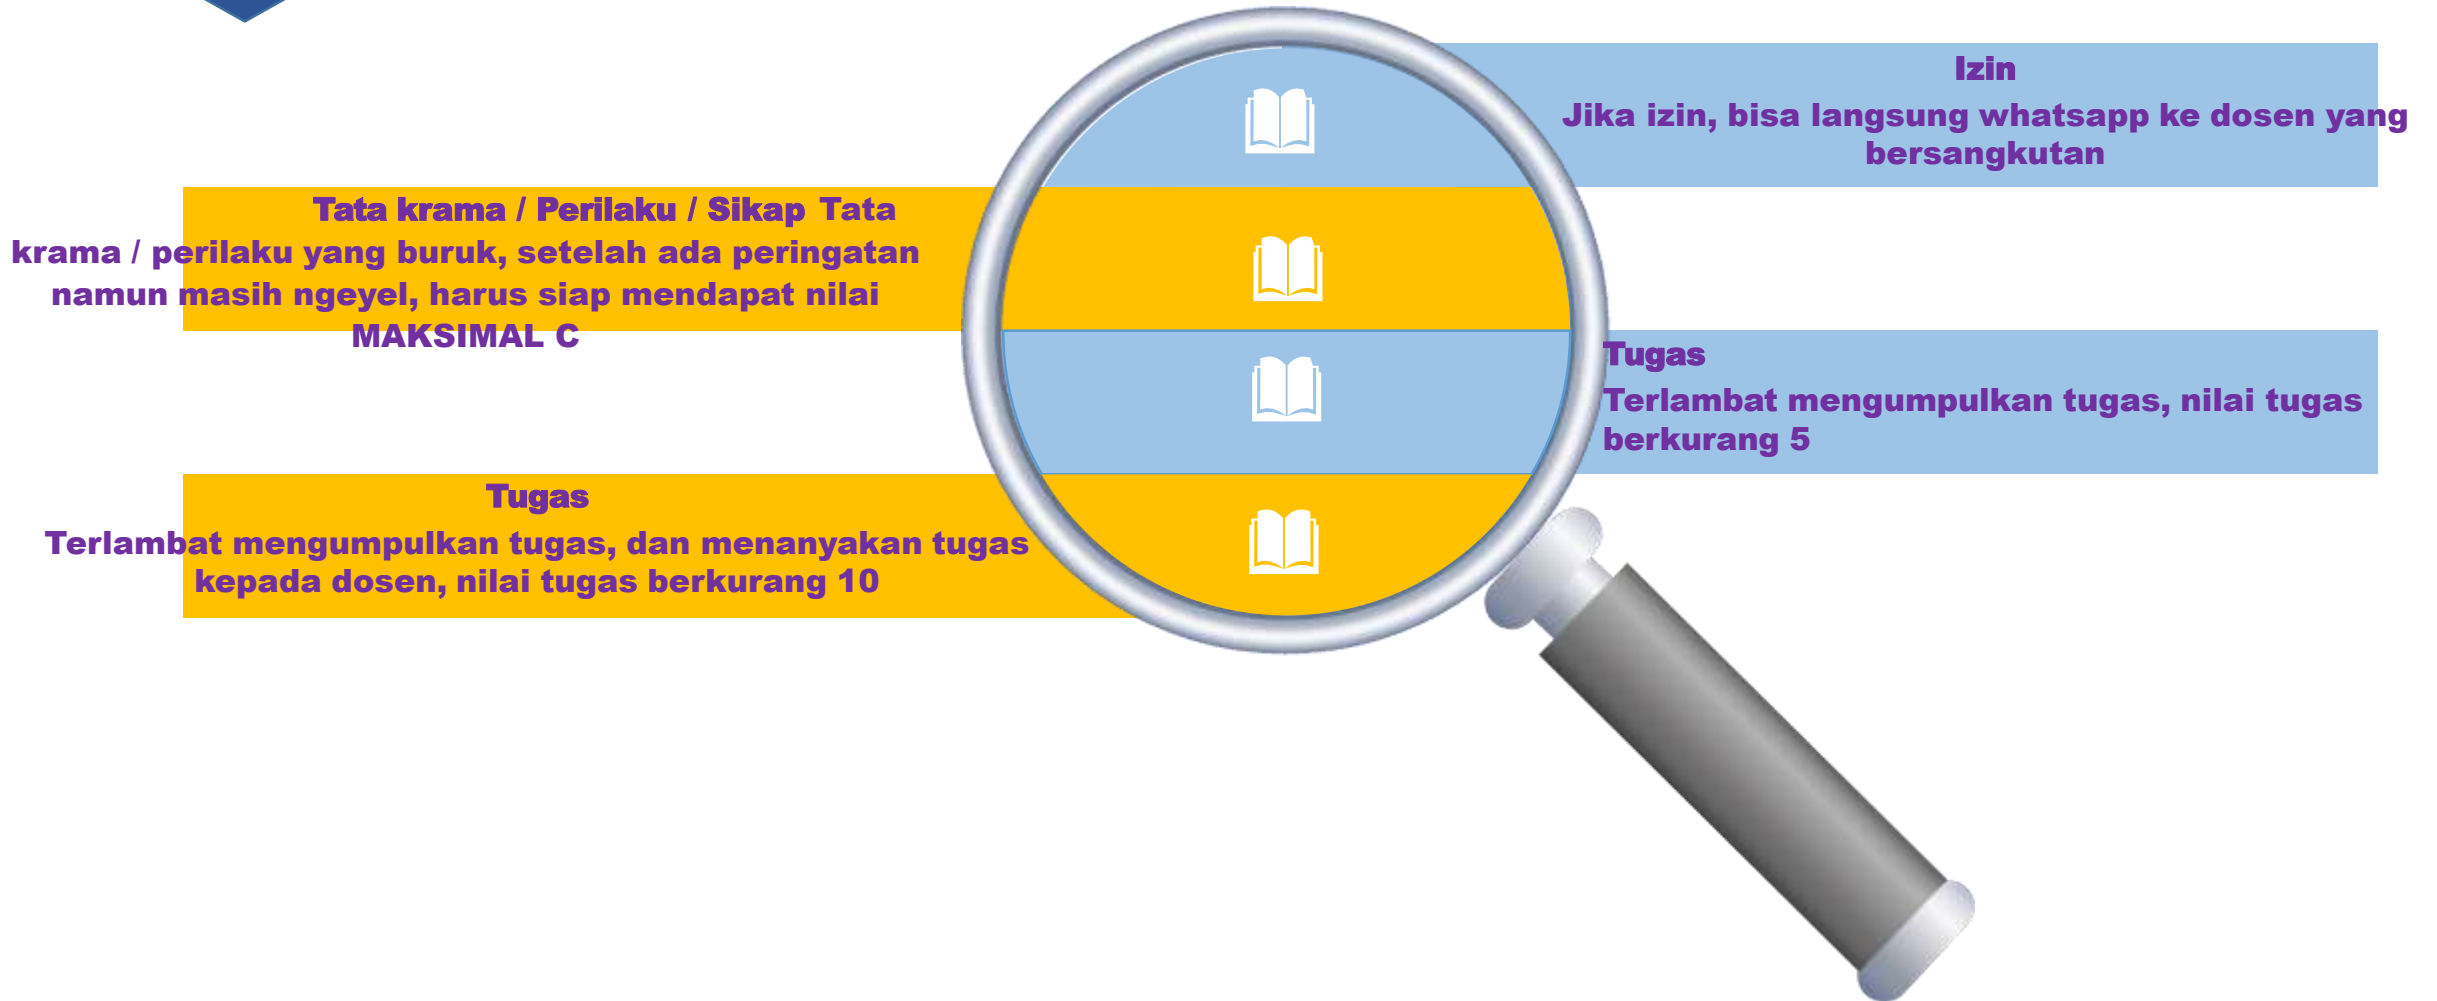 Izin
Jika izin, bisa langsung whatsapp ke dosen yang
bersangkutan
Tata krama / Perilaku / Sikap Tata
krama / perilaku yang buruk, setelah ada peringatan
namun masih ngeyel, harus siap mendapat nilai
MAKSIMAL C
Tugas
Terlambat mengumpulkan tugas, nilai tugas
berkurang 5
Tugas
Terlambat mengumpulkan tugas, dan menanyakan tugas
kepada dosen, nilai tugas berkurang 10